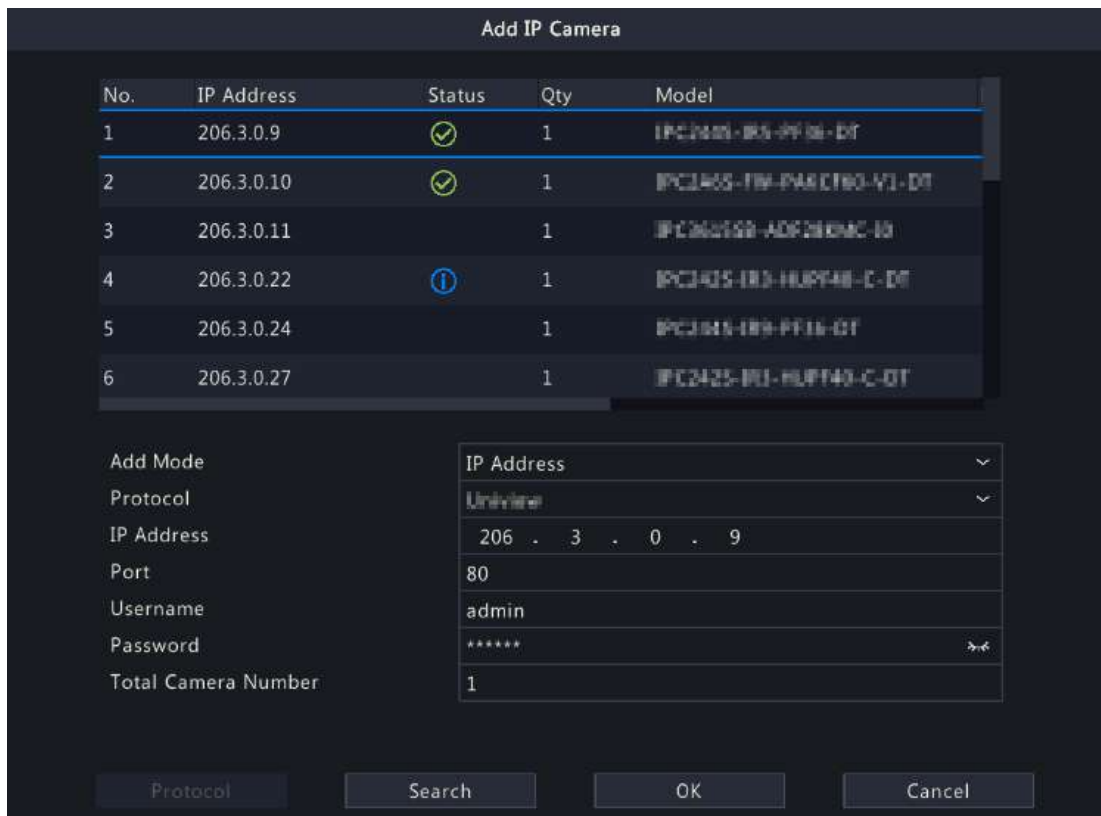 Add IP Camera
No. IP Address Status Qty Model
1 206.3.0.9 1
2 206.3.0.10 1
3 206.3.0.11 1
4 206.3.0.22 1
5 206.3.0.24 1
6 206.3.0.27 1
Add Mode IP Address
Protocol
IP Address 206 . 3 . 0 . 9
Port 80
Username admin
Password ******
Total Camera Number 1
Protocol Search OK Cancel